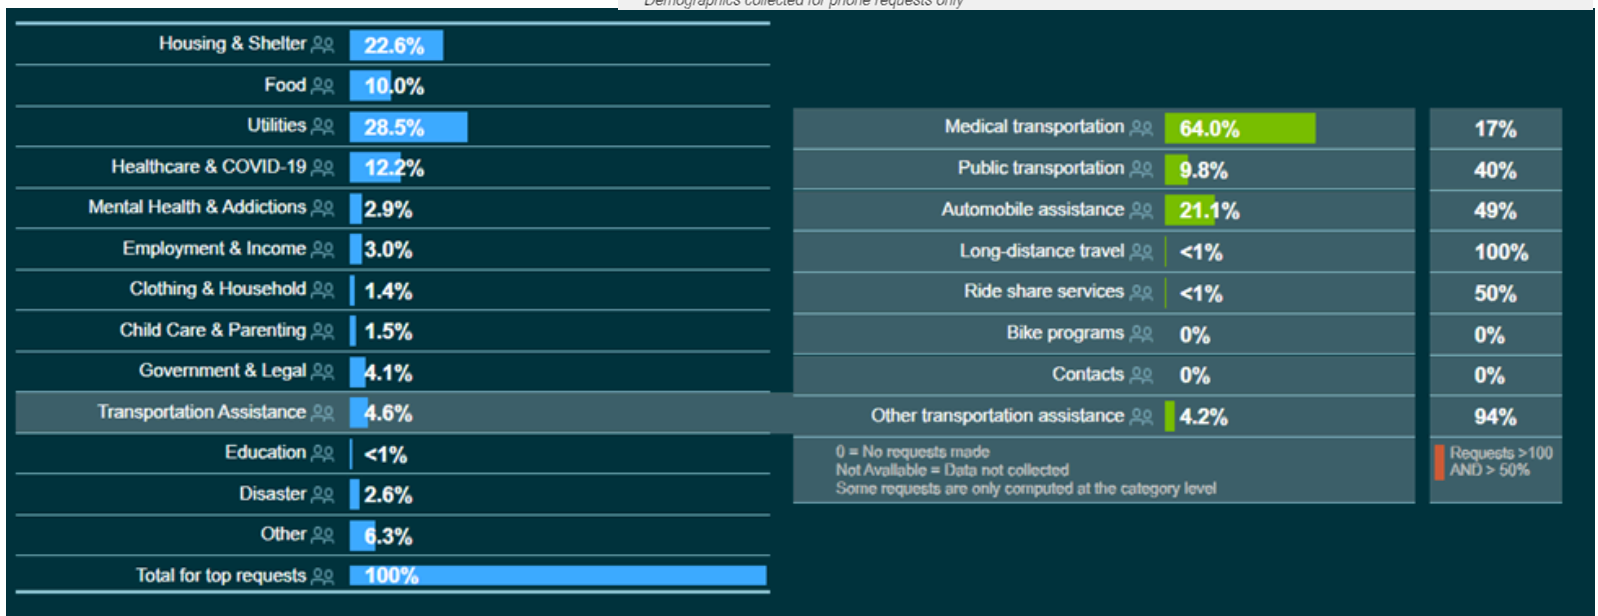 Demographics collected for phone requests only
Housing & Shelter 22.6%
Food 10.0%
Utilities 28.5%
Healthcare & COVID-19 12.2%
Mental Health & Addictions 2.9%
Employment & Income 3.0%
Clothing & Household 1.4%
Child Care & Parenting 1.5%
Government & Legal 4.1%
Transportation Assistance 4.6%
Education <1%
Disaster 2.6%
Other 6.3%
Total for top requests 100%
Medical transportation 64.0% 17%
Public transportation 9.8% 40%
Automobile assistance 21.1% 49%
Long-distance travel <1% 100%
Ride share services <1% 50%
Bike programs 0% 0%
Contacts 0% 0%
Other transportation assistance 4.2% 94%
0 = No requests made
Not Available = Data not collected
Some requests are only computed at the category level
Requests >100
AND > 50%